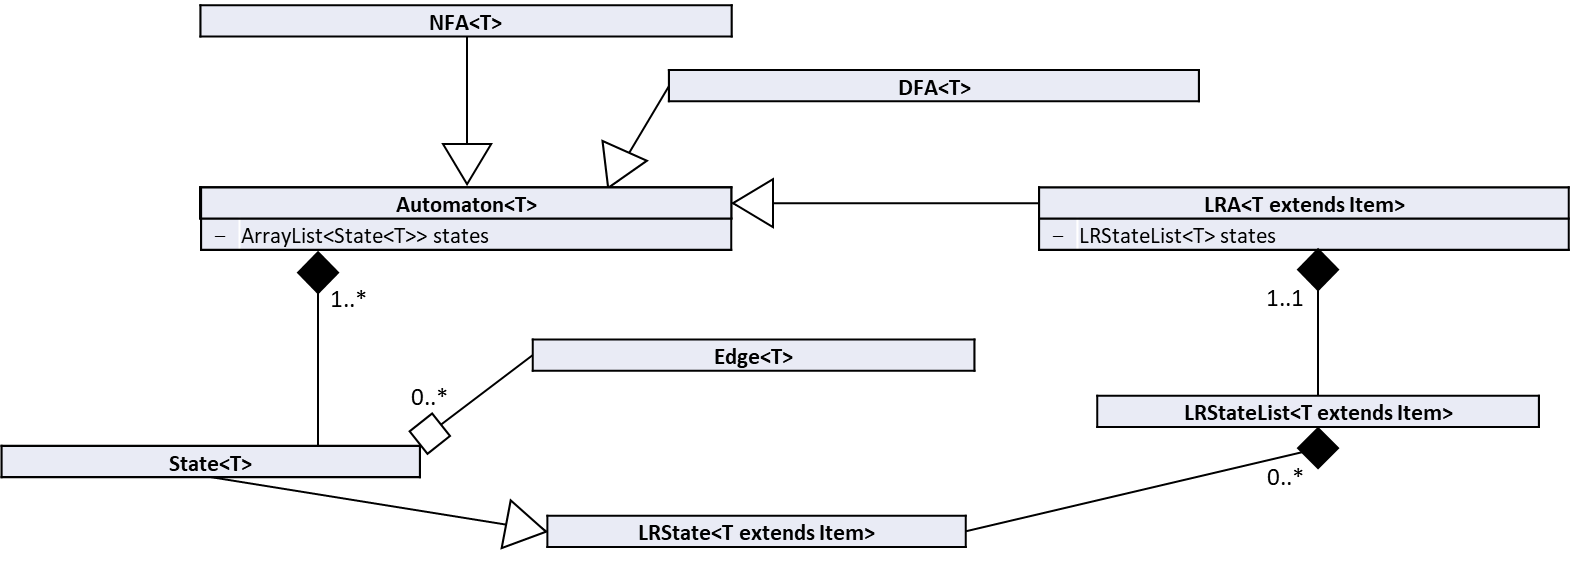 NFA<T>
DFA<T>
Automaton<T>
– ArrayList<State<T>> states
LRA<T extends Item>
– LRStateList<T> states
1..*
1..1
Edge<T>
0..*
LRStateList<T extends Item>
State<T>
0..*
LRState<T extends Item>